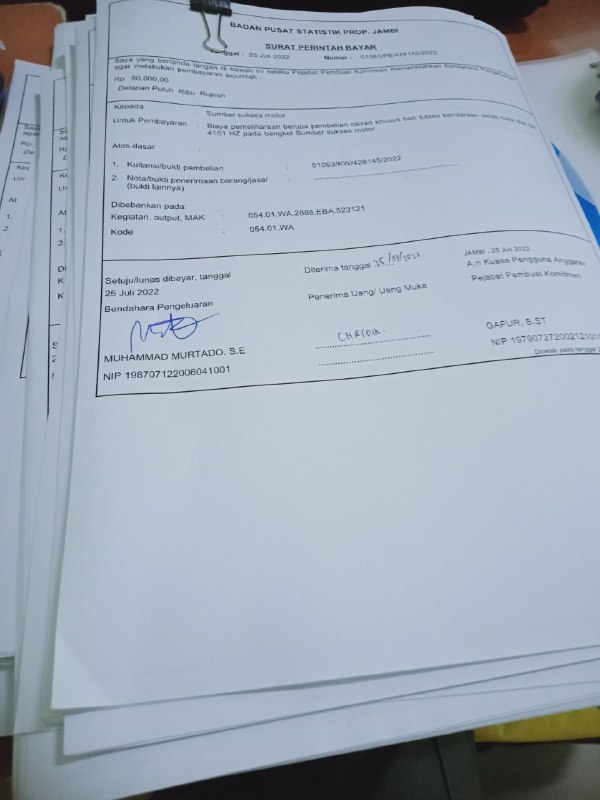 BADAN PUSAT STATISTIK PROP. JAMBI
SURAT PERINTAH BAYAR
Tanggal : 25 Juli 2022 Nomor : 01063/PB/428145/2022
Saya yang bertanda tangan di bawah ini selaku Pejabat Pembuat Komitmen memerintahkan Bendahara Pengeluaran
agar melakukan pembayaran sejumlah :
Rp. 80.000,00
Delapan Puluh Ribu Rupiah
Kepada : Sumber sukses motor
Untuk Pembayaran : Biaya pemeliharaan berupa pembelian cairan khusus ban tubles kendaraan dinas roda dua
4101 HZ pada bengkel Sumber sukses motor
Atas dasar :
1. Kuitansi/bukti pembelian : 01063/KW/428145/2022
2. Nota/bukti penerimaan barang/jasa/ :
(bukti lainnya)
Dibebankan pada:
Kegiatan, output, MAK : 054.01.WA,2886.EBA,523121
Kode : 054.01.WA
Setuju/lunas dibayar, tanggal
25 Juli 2022
Bendahara Pengeluaran
MUHAMMAD MURTADO. S.E
NIP 198707122006041001
Diterima tanggal 25/07/2022
Penerima Uang/ Uang Muka
JAMBI , 25 Juli 2022
A.n Kuasa Pengguna Anggaran
Pejabat Pembuat Komitmen
GAFUR, S.ST
NIP 19790727200212101
Dicetak pada tanggal